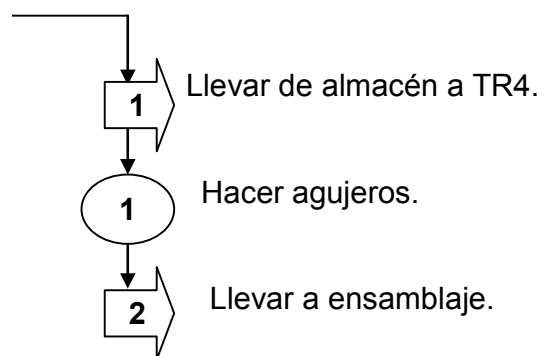 1 Llevar de almacén a TR4.
1 Hacer agujeros.
2 Llevar a ensamblaje.